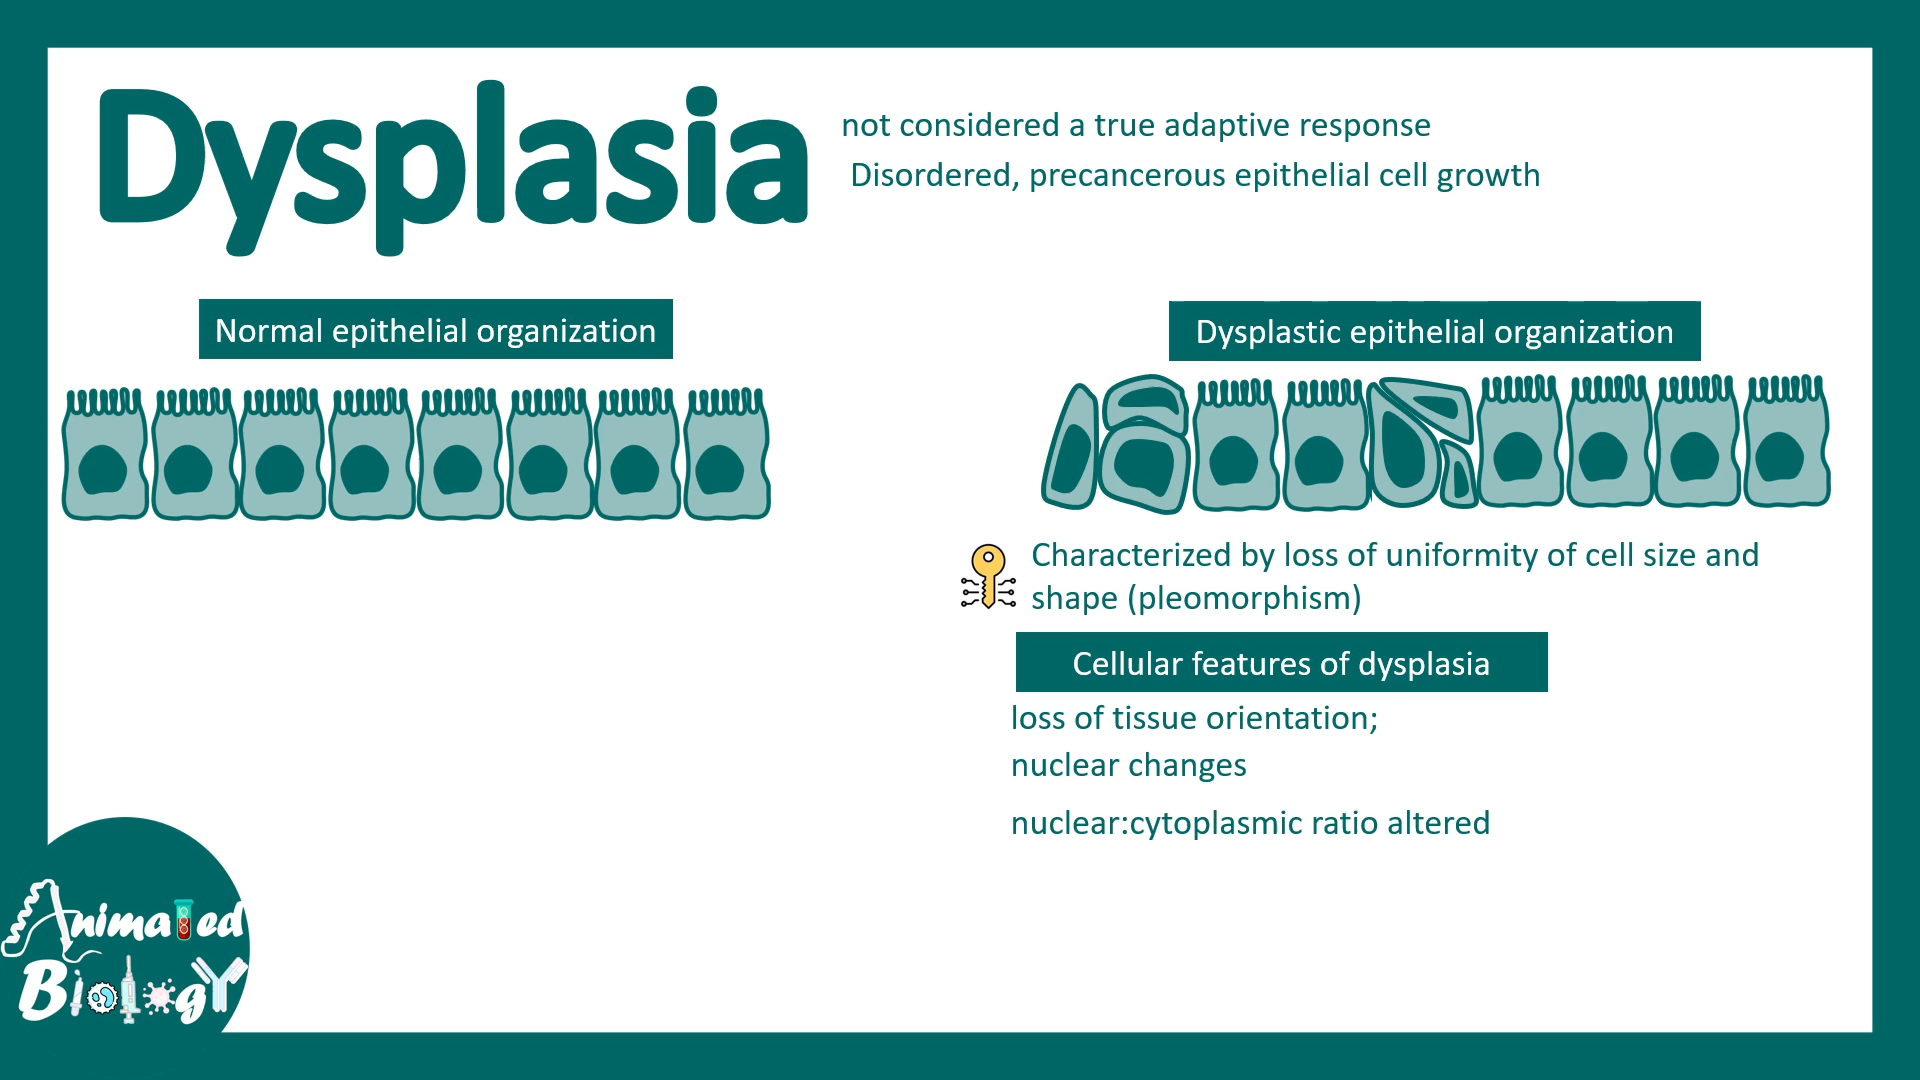 Dysplasia
not considered a true adaptive response
Disordered, precancerous epithelial cell growth
Normal epithelial organization
Dysplastic epithelial organization
Characterized by loss of uniformity of cell size and
shape (pleomorphism)
Cellular features of dysplasia
loss of tissue orientation;
nuclear changes
nuclear:cytoplasmic ratio altered
Animated
Biology